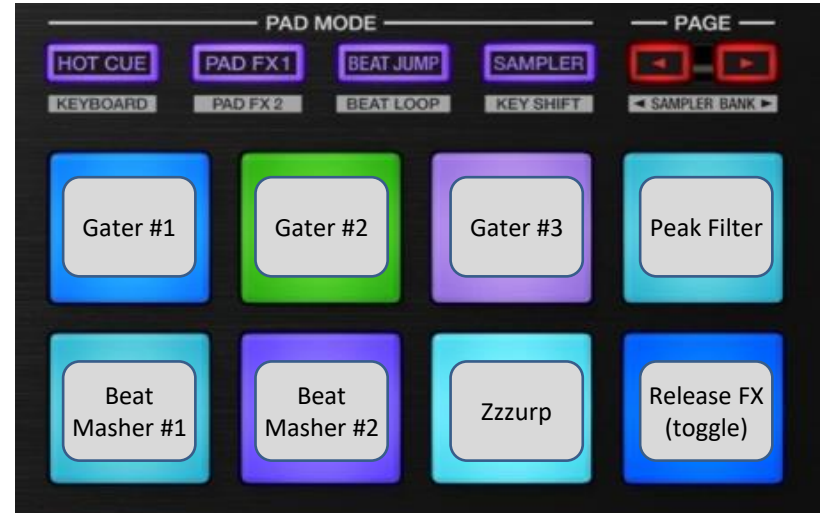 PAD MODE
PAGE
HOT CUE
PAD FX1
BEAT JUMP
SAMPLER
◄
►
KEYBOARD
PAD FX 2
BEAT LOOP
KEY SHIFT
◄ SAMPLER BANK ►
Gater #1
Gater #2
Gater #3
Peak Filter
Beat
Masher #1
Beat
Masher #2
Zzzurp
Release FX
(toggle)